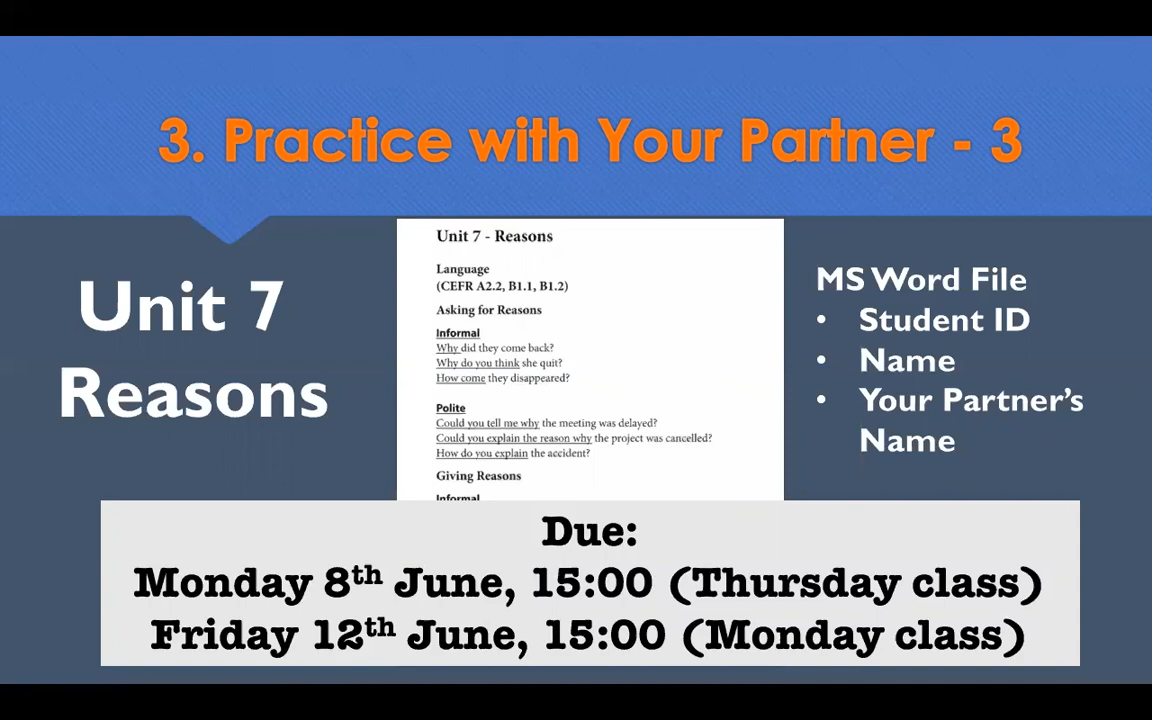 3. Practice with Your Partner - 3
Unit 7
Reasons
Unit 7 - Reasons
Language
(CEFR A2.2, B1.1, B1.2)
Asking for Reasons
Informal
Why did they come back?
Why do you think she quit?
How come they disappeared?
Polite
Could you tell me why the meeting was delayed?
Could you explain the reason why the project was cancelled?
How do you explain the accident?
Giving Reasons
Informal
MS Word File
• Student ID
• Name
• Your Partner's
Name
Due:
Monday 8th June, 15:00 (Thursday class)
Friday 12th June, 15:00 (Monday class)